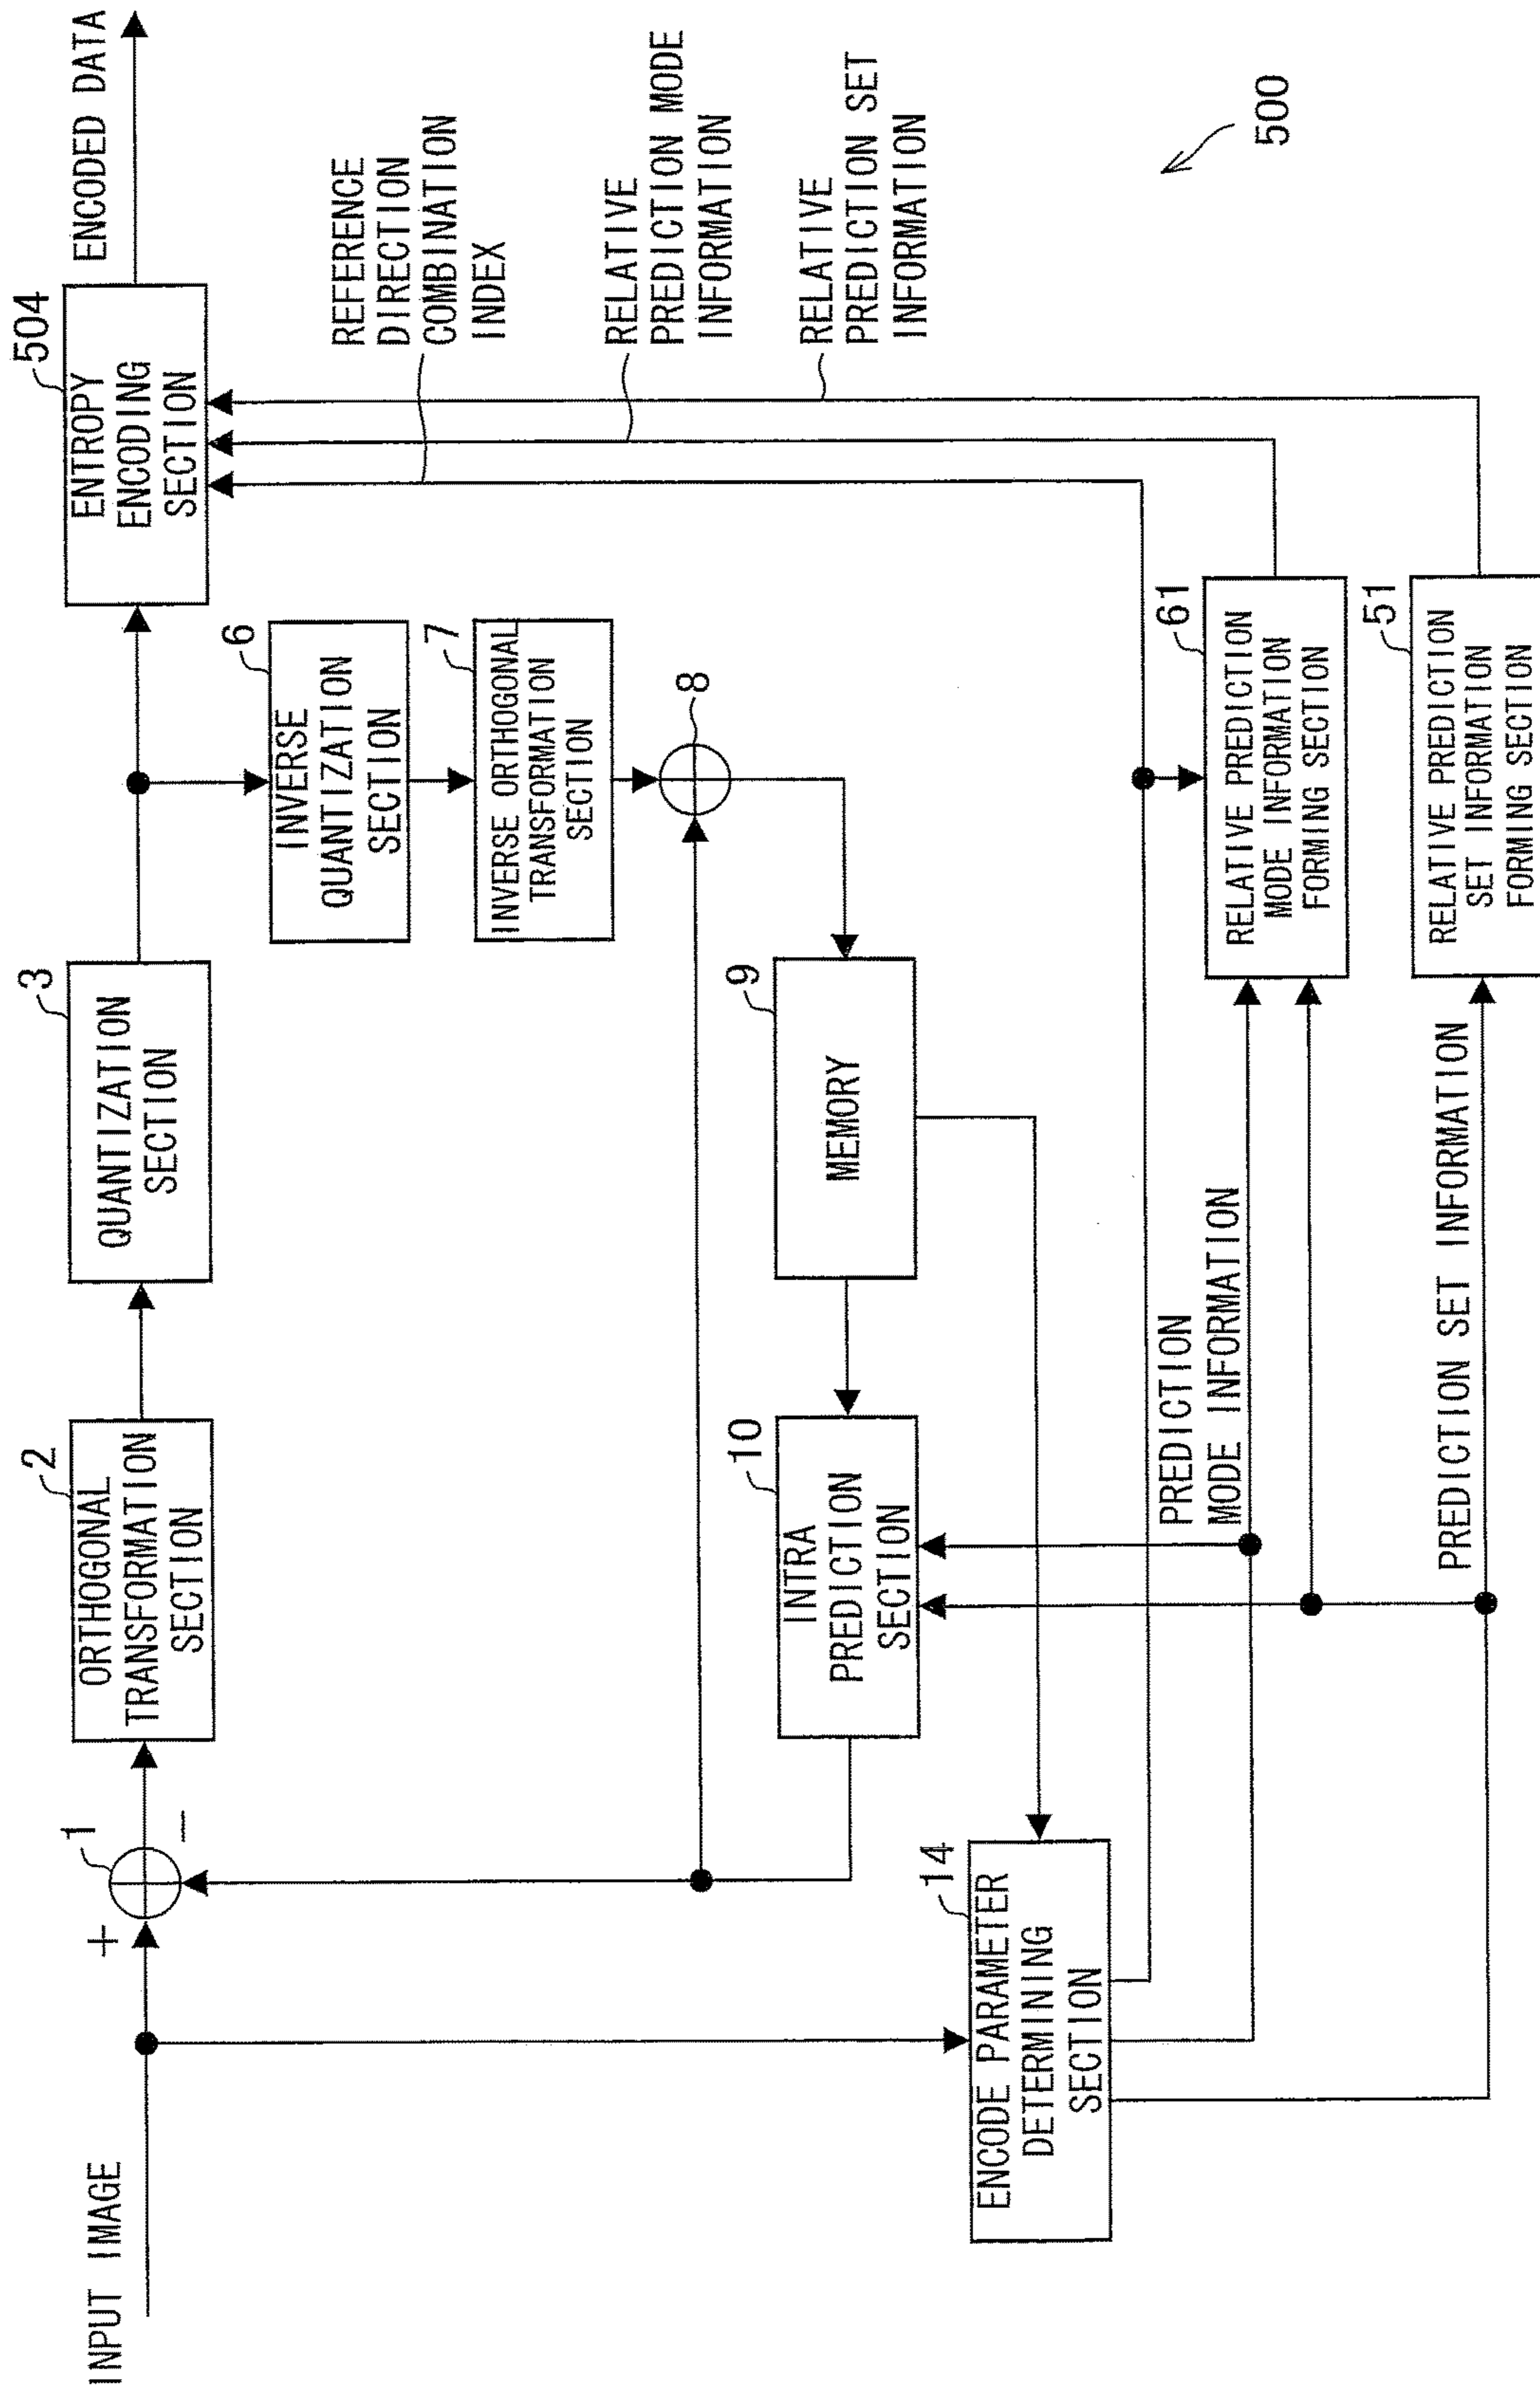 INPUT IMAGE
+
1
−
2
ORTHOGONAL
TRANSFORMATION
SECTION
3
QUANTIZATION
SECTION
504
ENTROPY
ENCODING
SECTION
ENCODED DATA
6
INVERSE
QUANTIZATION
SECTION
7
INVERSE ORTHOGONAL
TRANSFORMATION
SECTION
8
REFERENCE
DIRECTION
COMBINATION
INDEX
RELATIVE
PREDICTION MODE
INFORMATION
RELATIVE
PREDICTION SET
INFORMATION
500
9
MEMORY
10
INTRA
PREDICTION
SECTION
14
ENCODE PARAMETER
DETERMINING
SECTION
PREDICTION
MODE INFORMATION
61
RELATIVE PREDICTION
MODE INFORMATION
FORMING SECTION
PREDICTION SET INFORMATION
51
RELATIVE PREDICTION
SET INFORMATION
FORMING SECTION